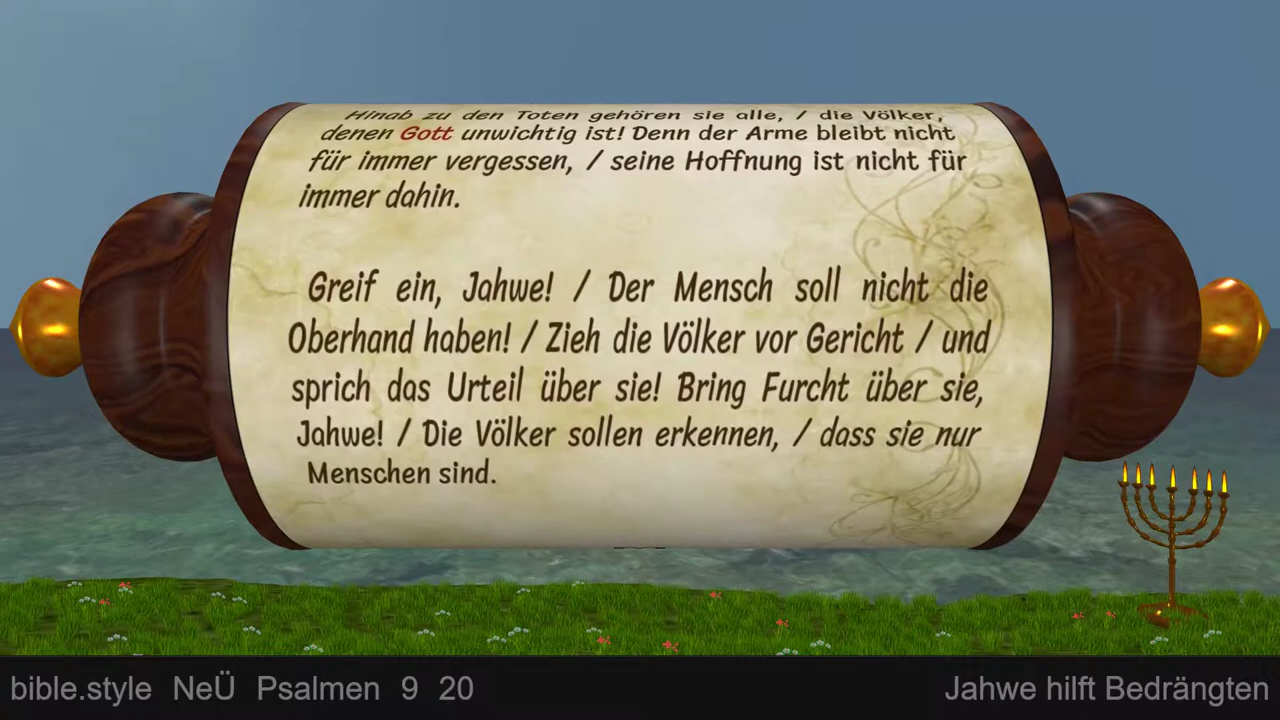 Hinab zu den Toten gehören sie alle, / die Völker,
denen Gott unwichtig ist! Denn der Arme bleibt nicht
für immer vergessen, / seine Hoffnung ist nicht für
immer dahin.
Greif ein, Jahwe! / Der Mensch soll nicht die
Oberhand haben! / Zieh die Völker vor Gericht / und
sprich das Urteil über sie! Bring Furcht über sie,
Jahwe! / Die Völker sollen erkennen, / dass sie nur
Menschen sind.
bible.style NeÜ Psalmen 9 20
Jahwe hilft Bedrängten